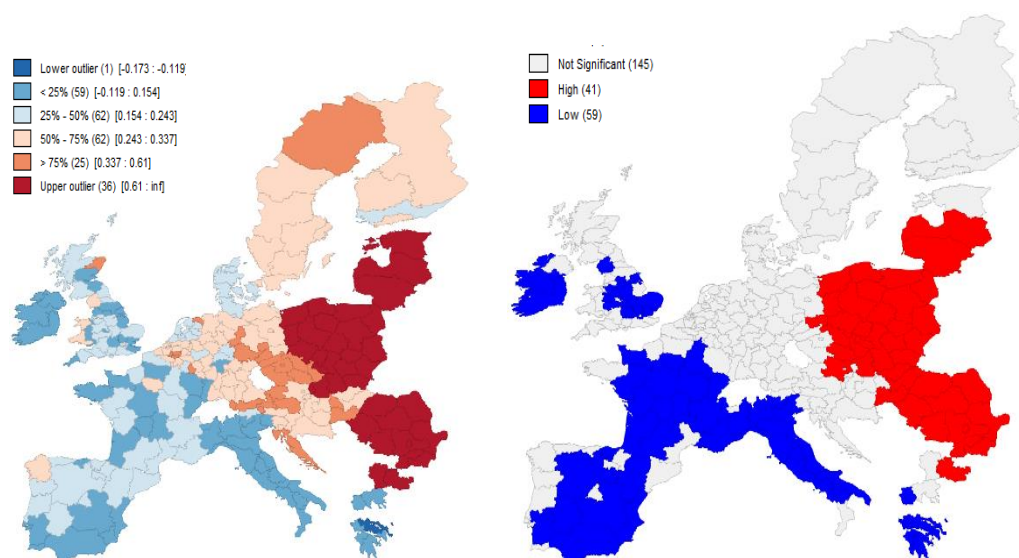 Lower outlier (1) [-0.173 : -0.119]
< 25% (59) [-0.119 : 0.154]
25% - 50% (62) [0.154 : 0.243]
50% - 75% (62) [0.243 : 0.337]
> 75% (25) [0.337 : 0.61]
Upper outlier (36) [0.61 : inf]
Not Significant (145)
High (41)
Low (59)